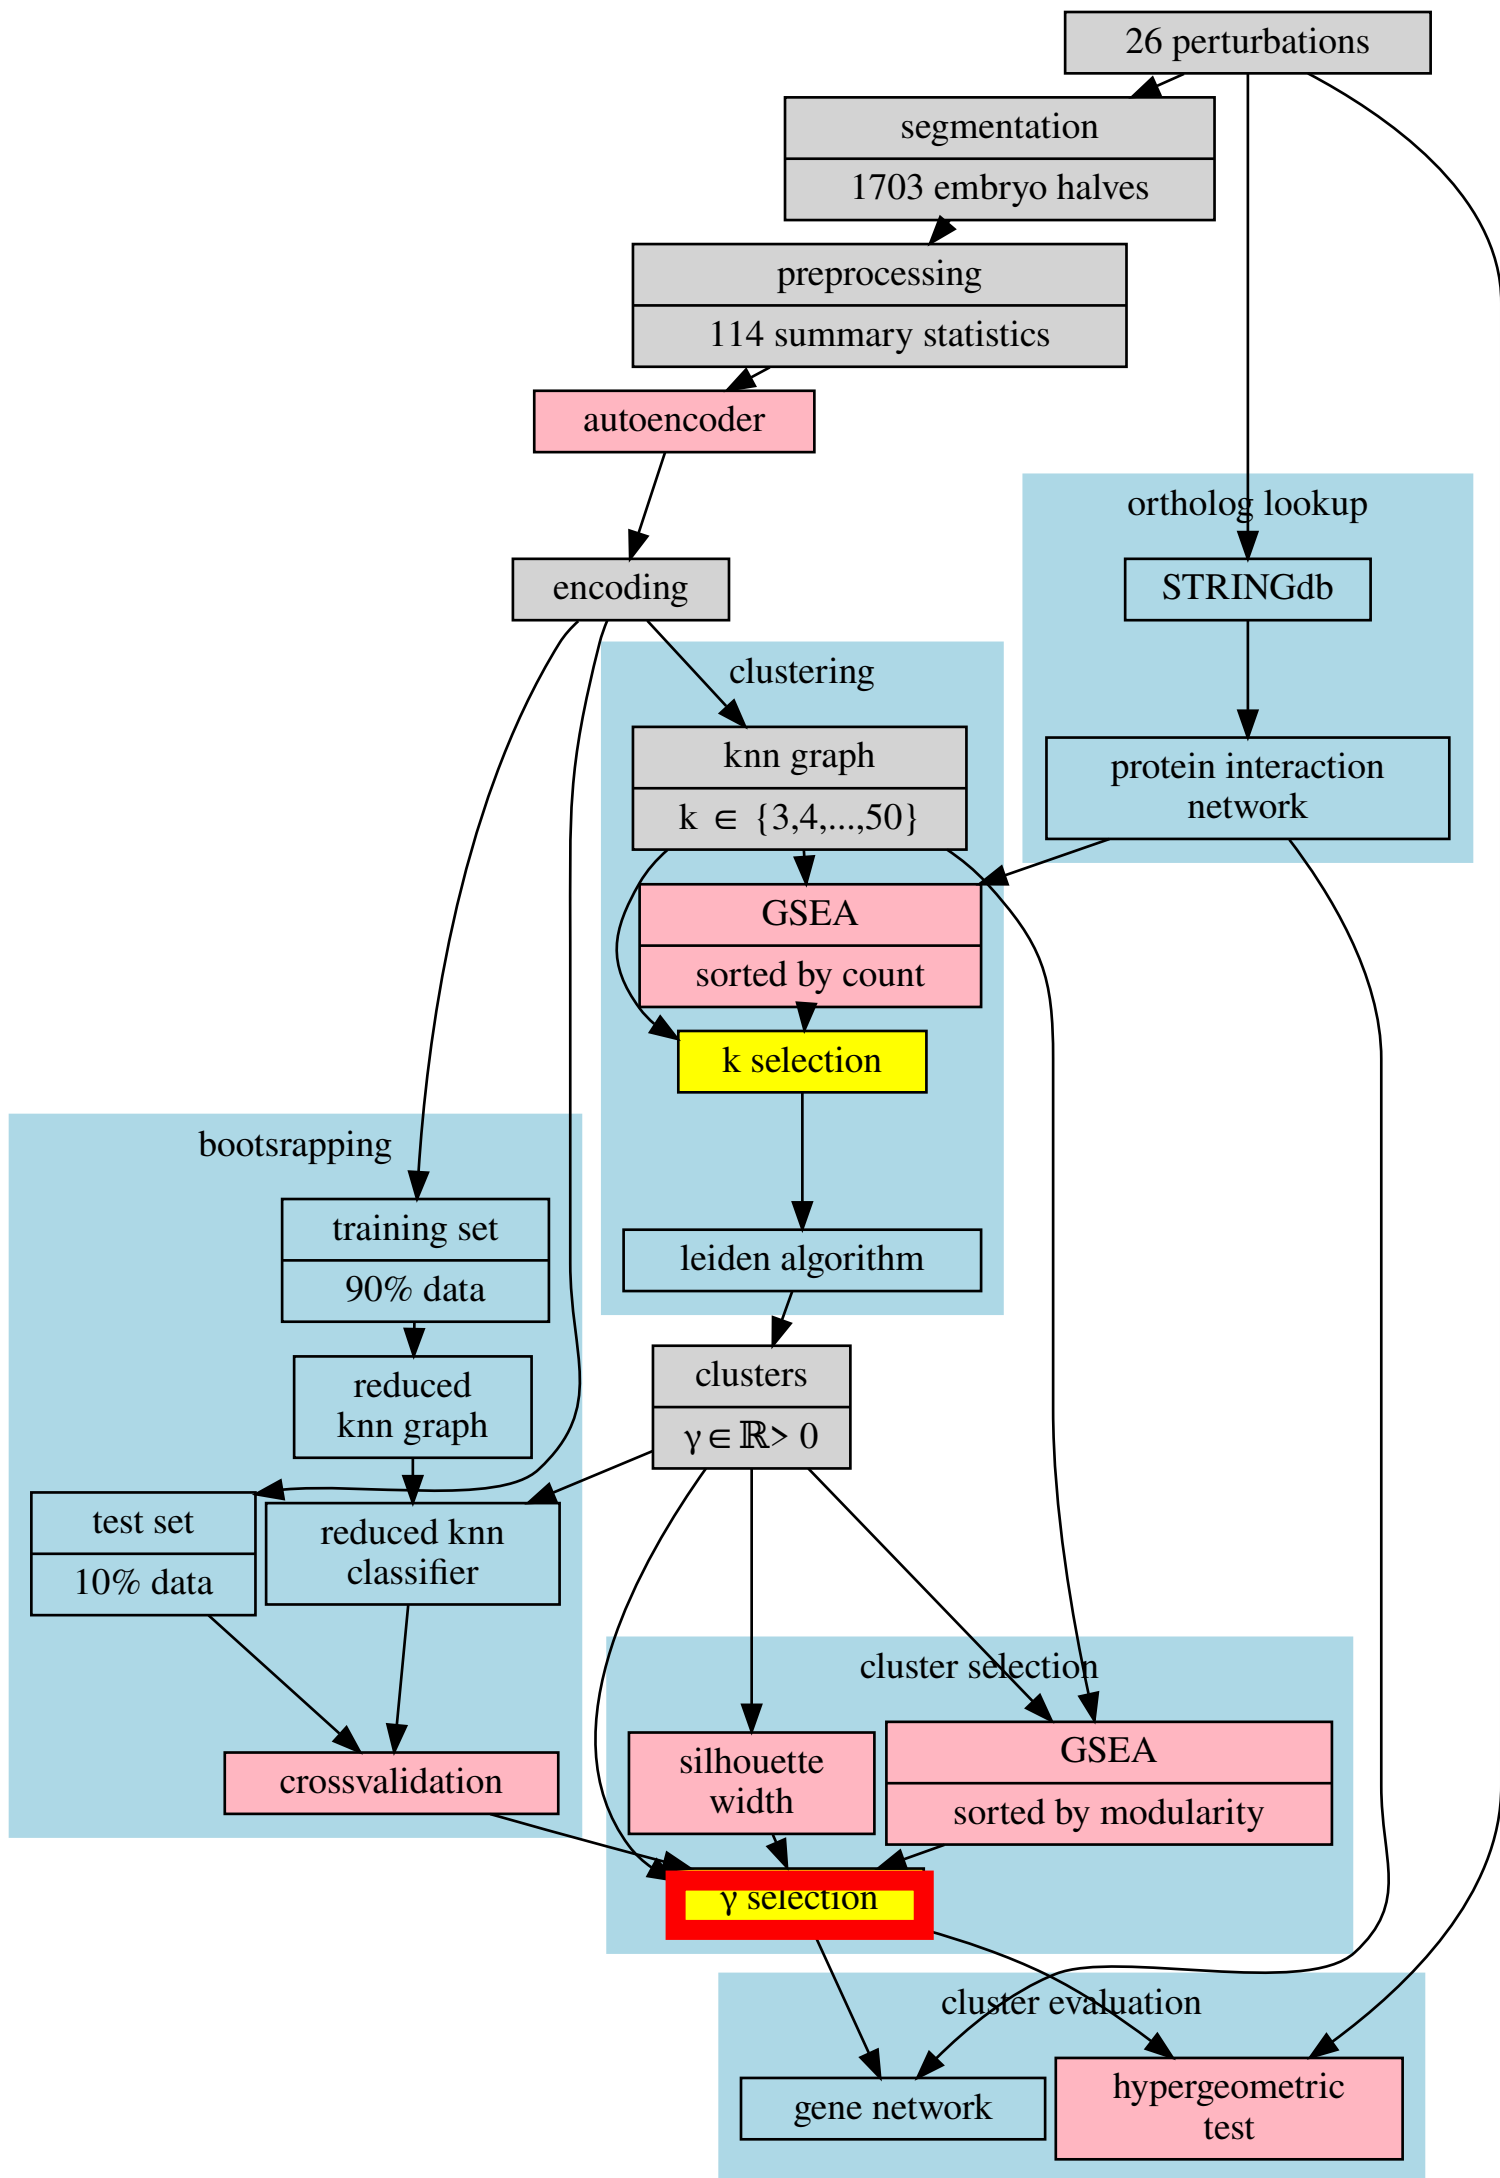 26 perturbations
segmentation
1703 embryo halves
preprocessing
114 summary statistics
autoencoder
ortholog lookup
STRINGdb
encoding
clustering
knn graph
k ∈ {3,4,...,50}
protein interaction
network
GSEA
sorted by count
k selection
bootsrapping
training set
90% data
leiden algorithm
reduced
knn graph
clusters
γ∈ℝ> 0
test set
10% data
reduced knn
classifier
cluster selection
silhouette
width
GSEA
sorted by modularity
crossvalidation
γ selection
cluster evaluation
gene network
hypergeometric
test